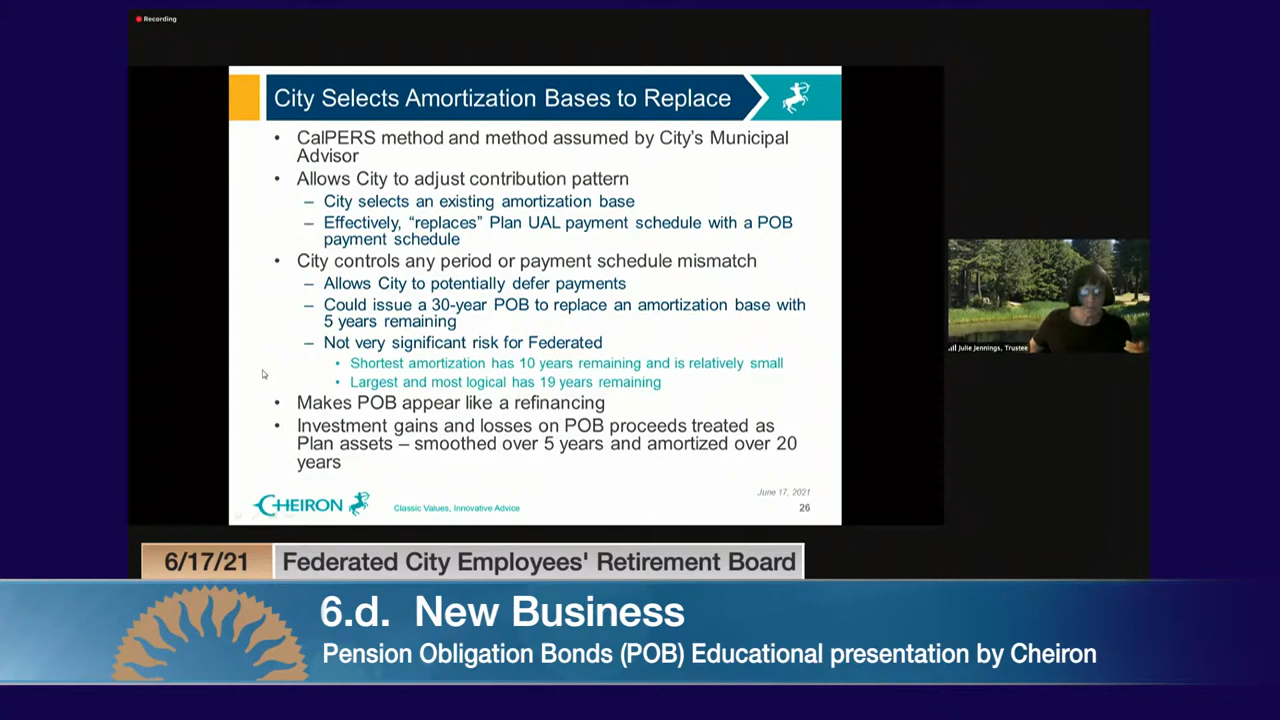 Recording
City Selects Amortization Bases to Replace
• CalPERS method and method assumed by City's Municipal
Advisor
• Allows City to adjust contribution pattern
– City selects an existing amortization base
– Effectively, “replaces” Plan UAL payment schedule with a POB
payment schedule
• City controls any period or payment schedule mismatch
– Allows City to potentially defer payments
– Could issue a 30-year POB to replace an amortization base with
5 years remaining
– Not very significant risk for Federated
• Shortest amortization has 10 years remaining and is relatively small
• Largest and most logical has 19 years remaining
• Makes POB appear like a refinancing
• Investment gains and losses on POB proceeds treated as
Plan assets – smoothed over 5 years and amortized over 20
years
June 17, 2021
CHEIRON
Classic Values, Innovative Advice
26
Julie Jennings, Trustee
6/17/21
Federated City Employees' Retirement Board
6.d. New Business
Pension Obligation Bonds (POB) Educational presentation by Cheiron